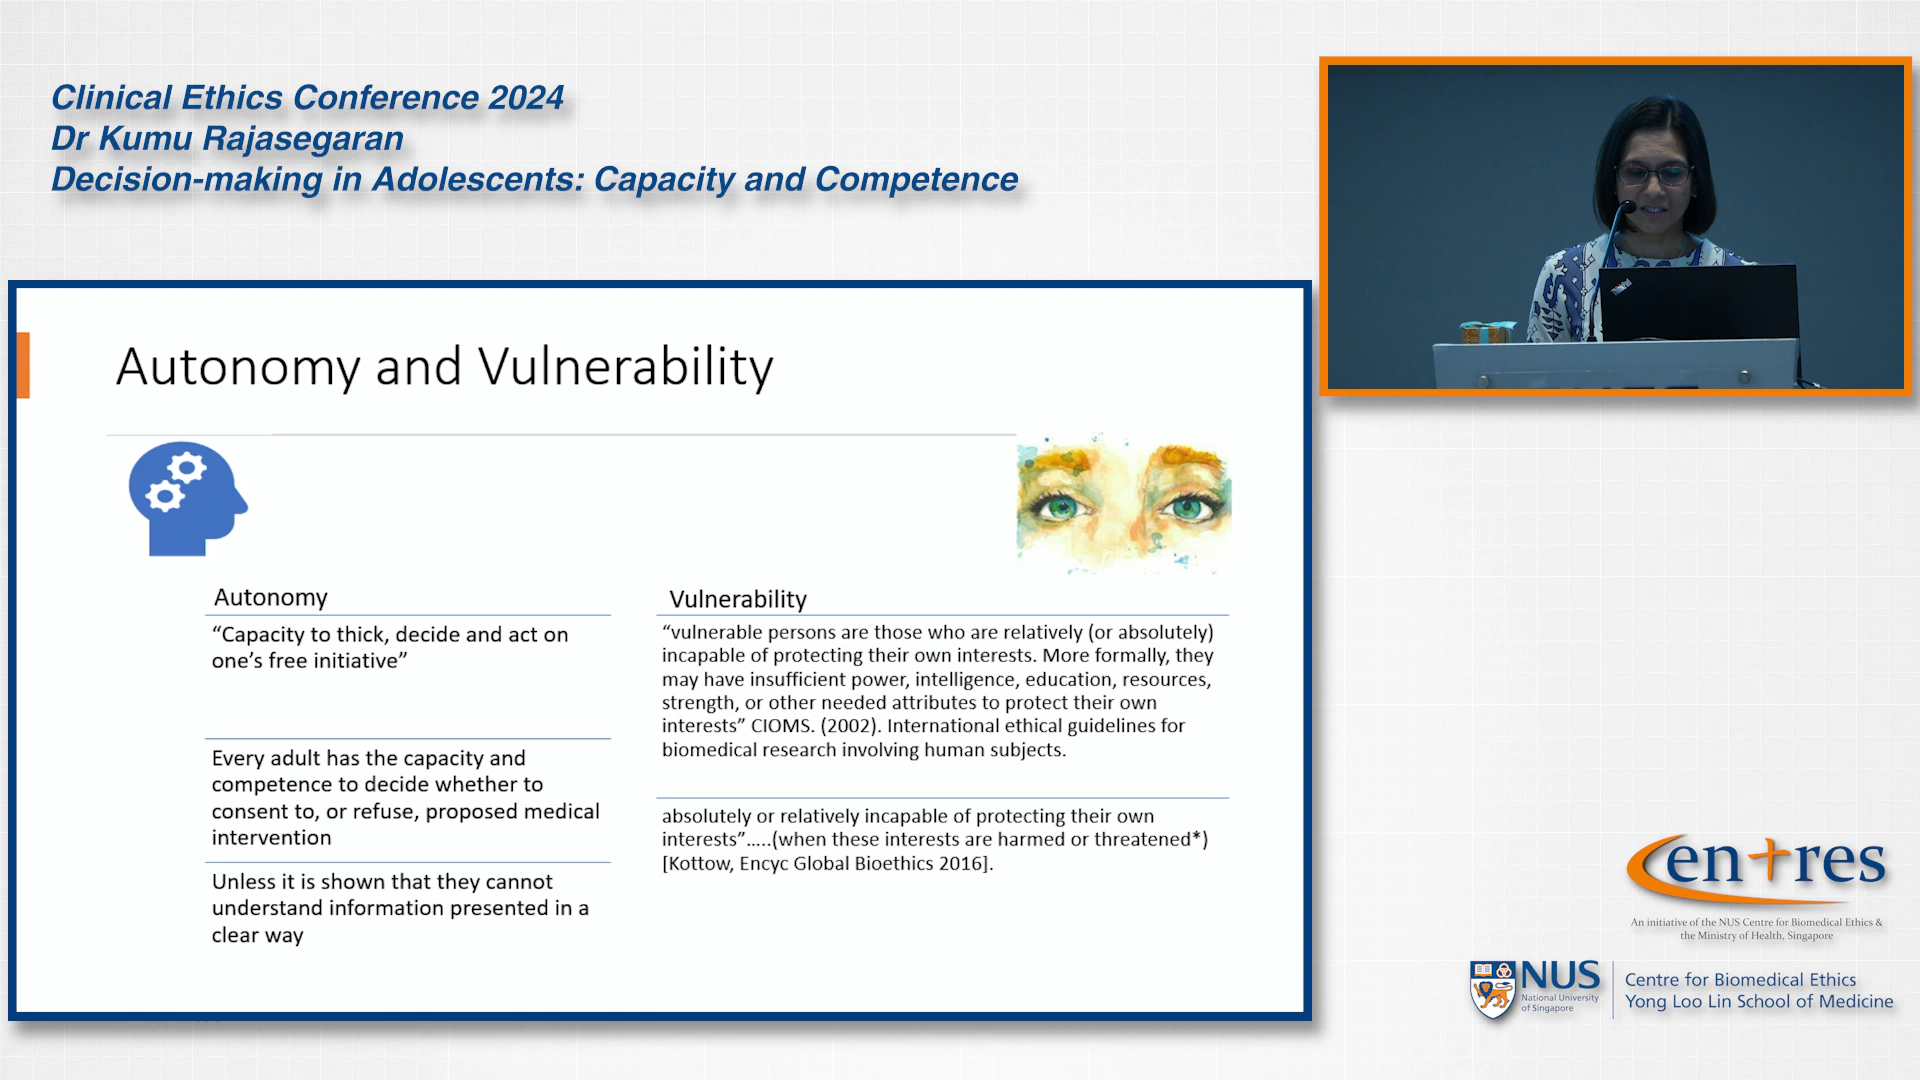 Clinical Ethics Conference 2024
Dr Kumu Rajasegaran
Decision-making in Adolescents: Capacity and Competence
Autonomy and Vulnerability
Autonomy
“Capacity to thick, decide and act on
one’s free initiative”
Every adult has the capacity and
competence to decide whether to
consent to, or refuse, proposed medical
intervention
Unless it is shown that they cannot
understand information presented in a
clear way
Vulnerability
“vulnerable persons are those who are relatively (or absolutely)
incapable of protecting their own interests. More formally, they
may have insufficient power, intelligence, education, resources,
strength, or other needed attributes to protect their own
interests” CIOMS. (2002). International ethical guidelines for
biomedical research involving human subjects.
absolutely or relatively incapable of protecting their own
interests”.....(when these interests are harmed or threatened*)
[Kottow, Encyc Global Bioethics 2016].
ThinkPad
Centres
An initiative of the NUS Centre for Biomedical Ethics &
the Ministry of Health, Singapore
NUS
National University
of Singapore
Centre for Biomedical Ethics
Yong Loo Lin School of Medicine